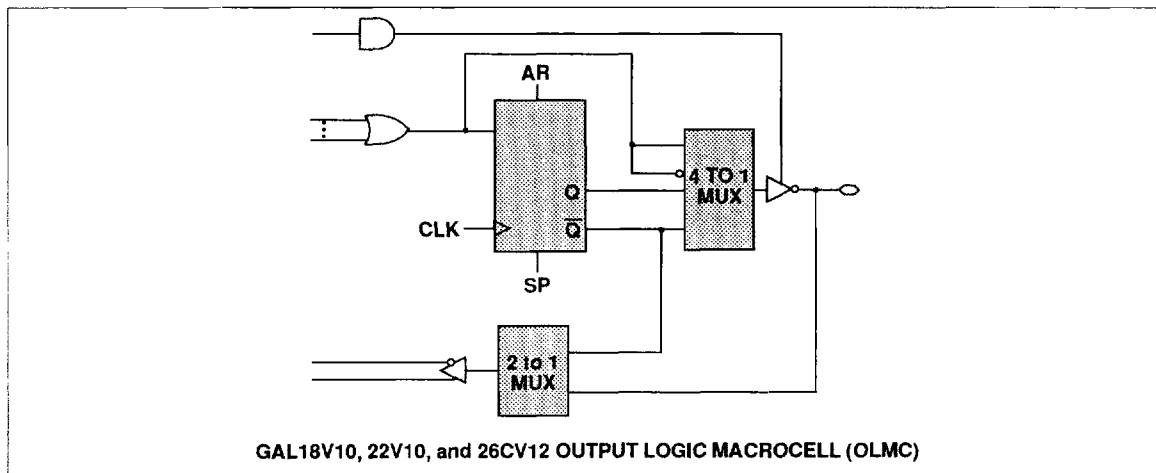 AR
4 TO 1
MUX
Q
CLK
Q̅
SP
2 to 1
MUX
GAL18V10, 22V10, and 26CV12 OUTPUT LOGIC MACROCELL (OLMC)